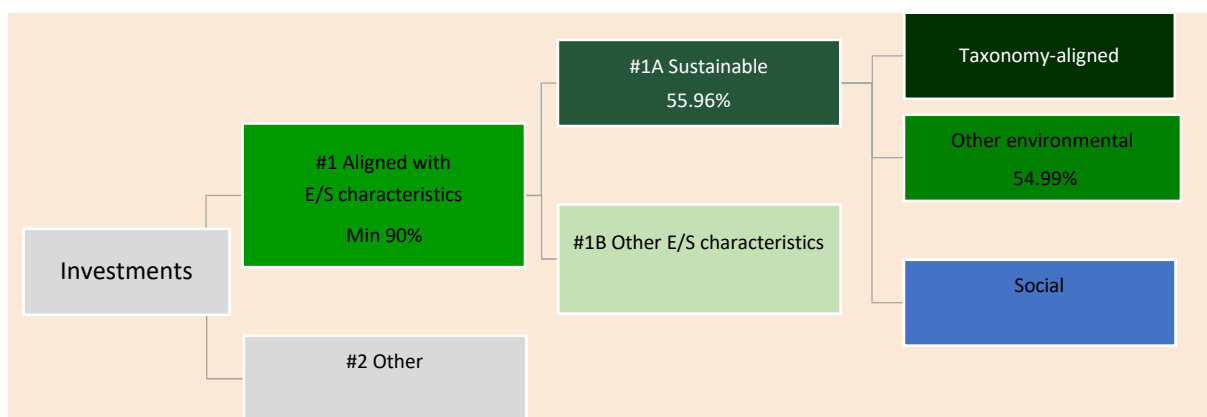 Investments
#1 Aligned with
E/S characteristics
Min 90%
#2 Other
#1A Sustainable
55.96%
#1B Other E/S characteristics
Taxonomy-aligned
Other environmental
54.99%
Social